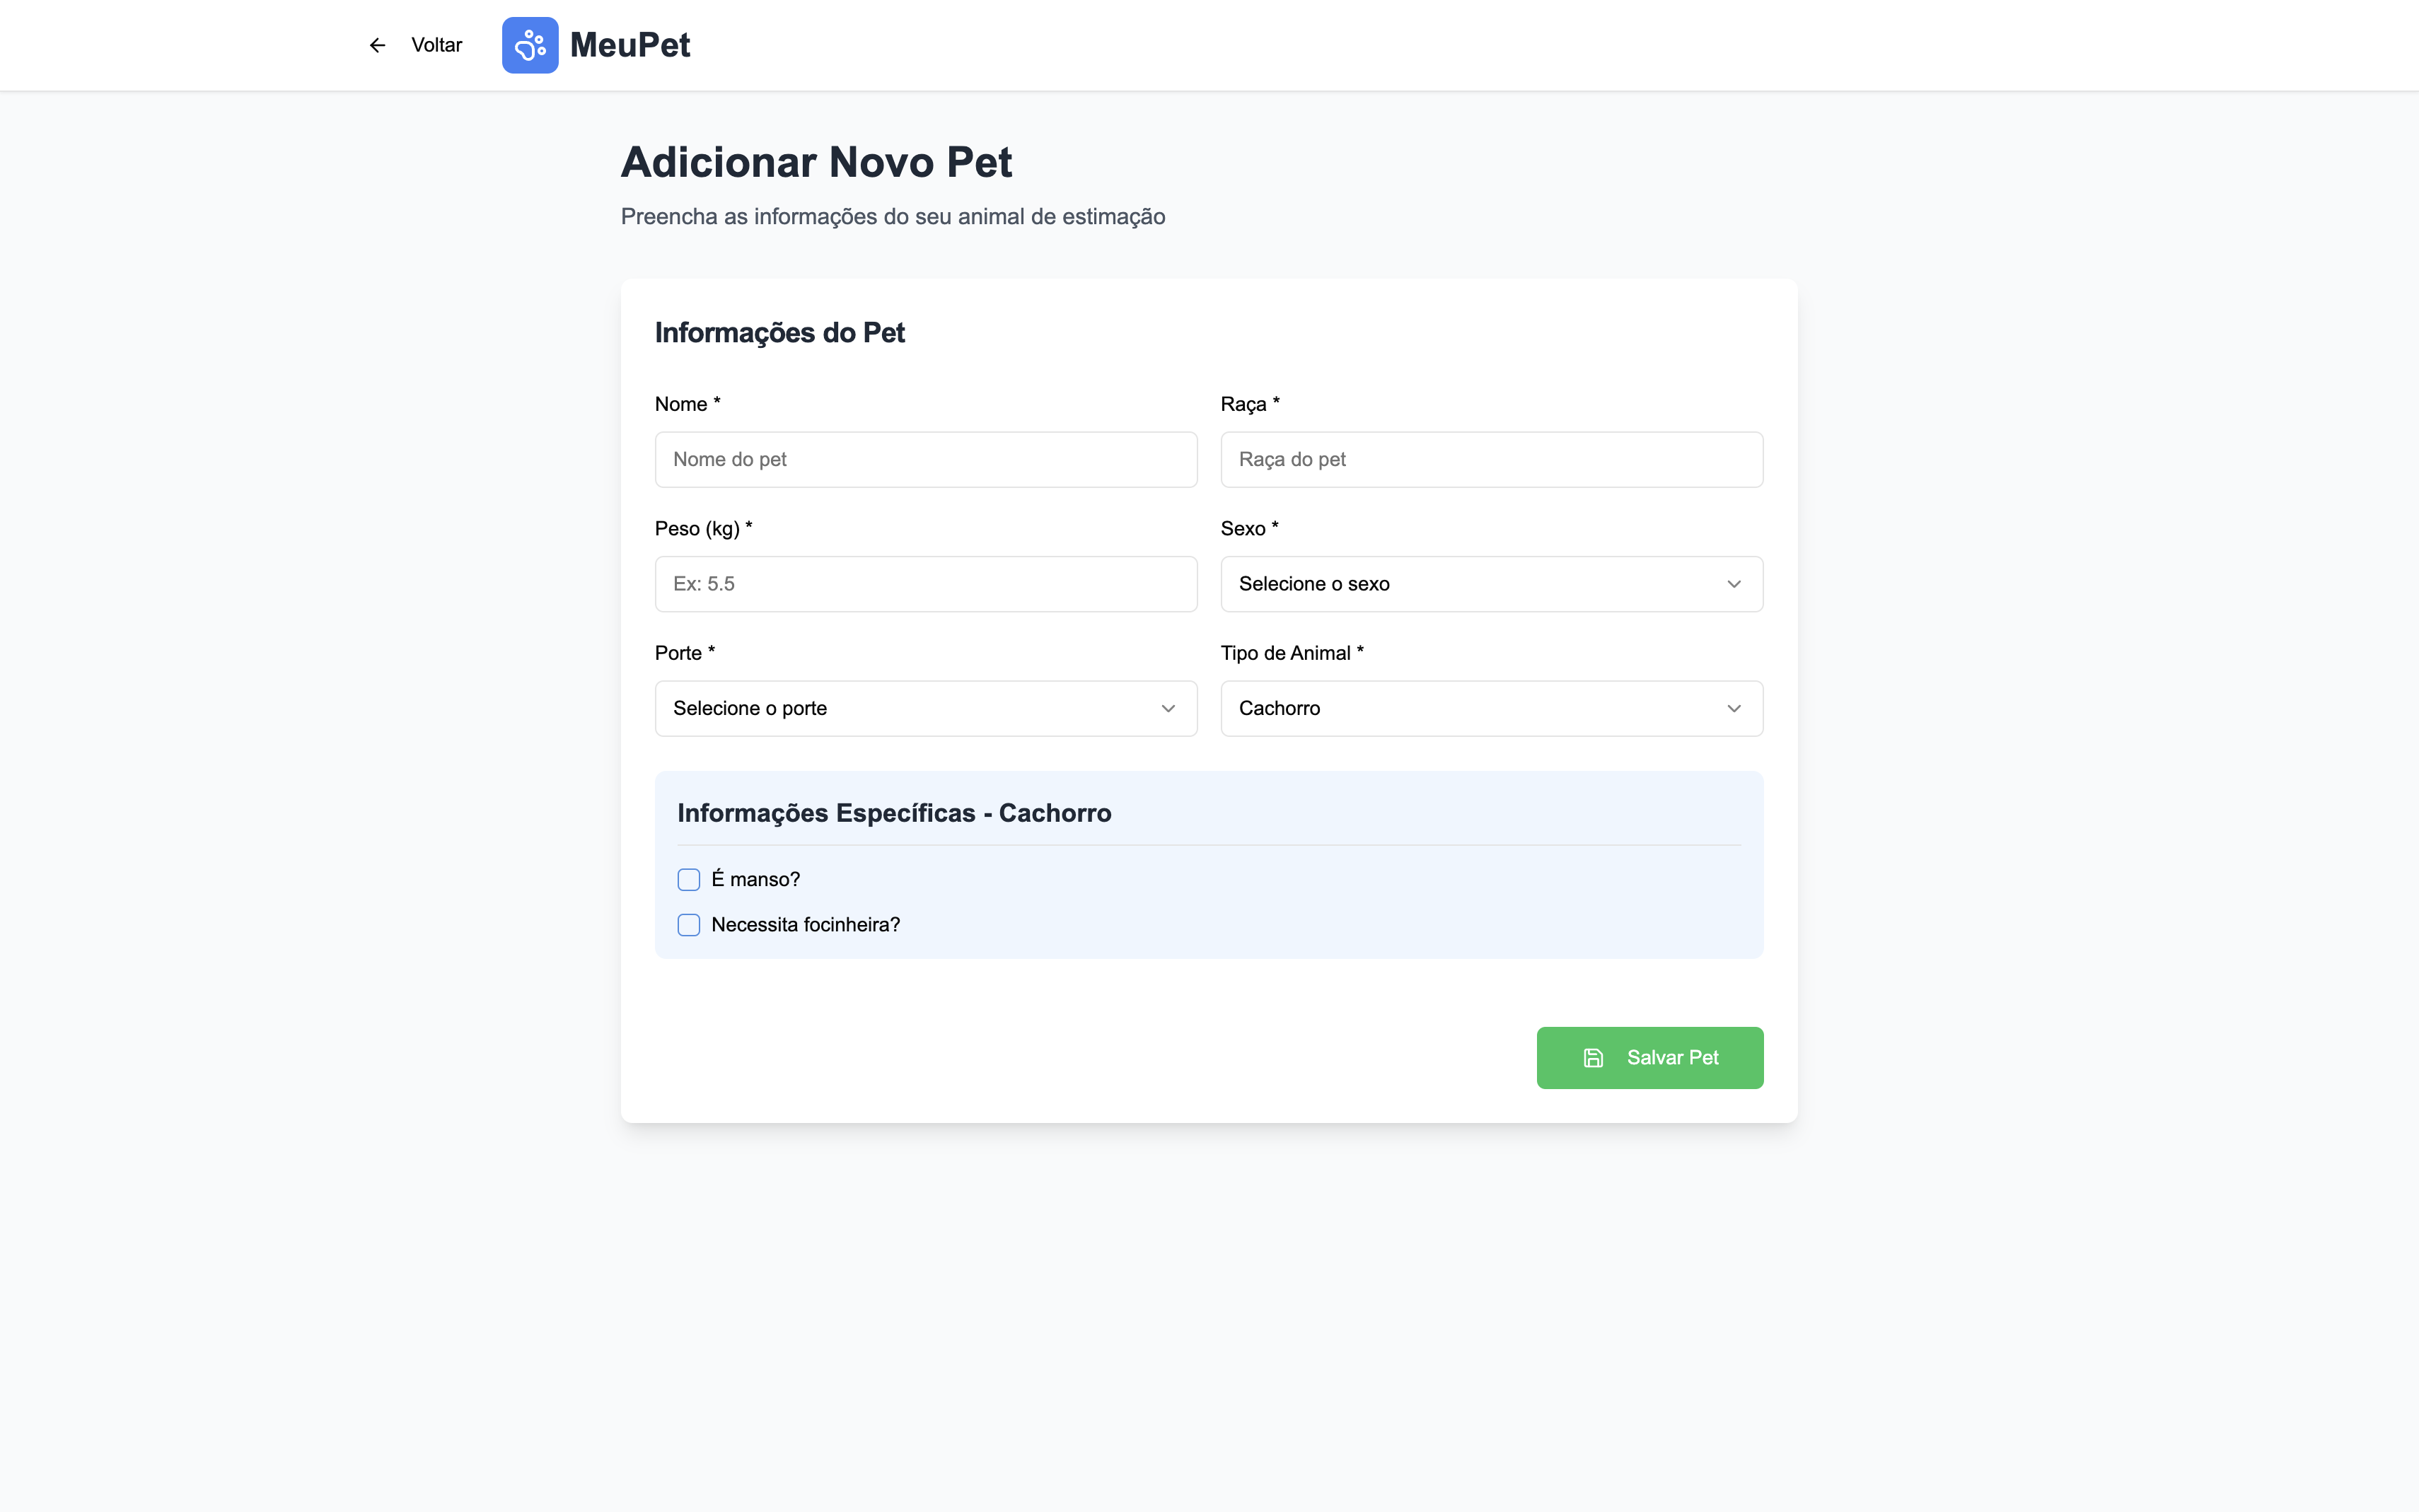 Voltar
MeuPet
Adicionar Novo Pet
Preencha as informações do seu animal de estimação
Informações do Pet
Nome *
Raça *
Nome do pet
Raça do pet
Peso (kg) *
Sexo *
Ex: 5.5
Selecione o sexo
Porte *
Tipo de Animal *
Selecione o porte
Cachorro
Informações Específicas - Cachorro
É manso?
Necessita focinheira?
Salvar Pet